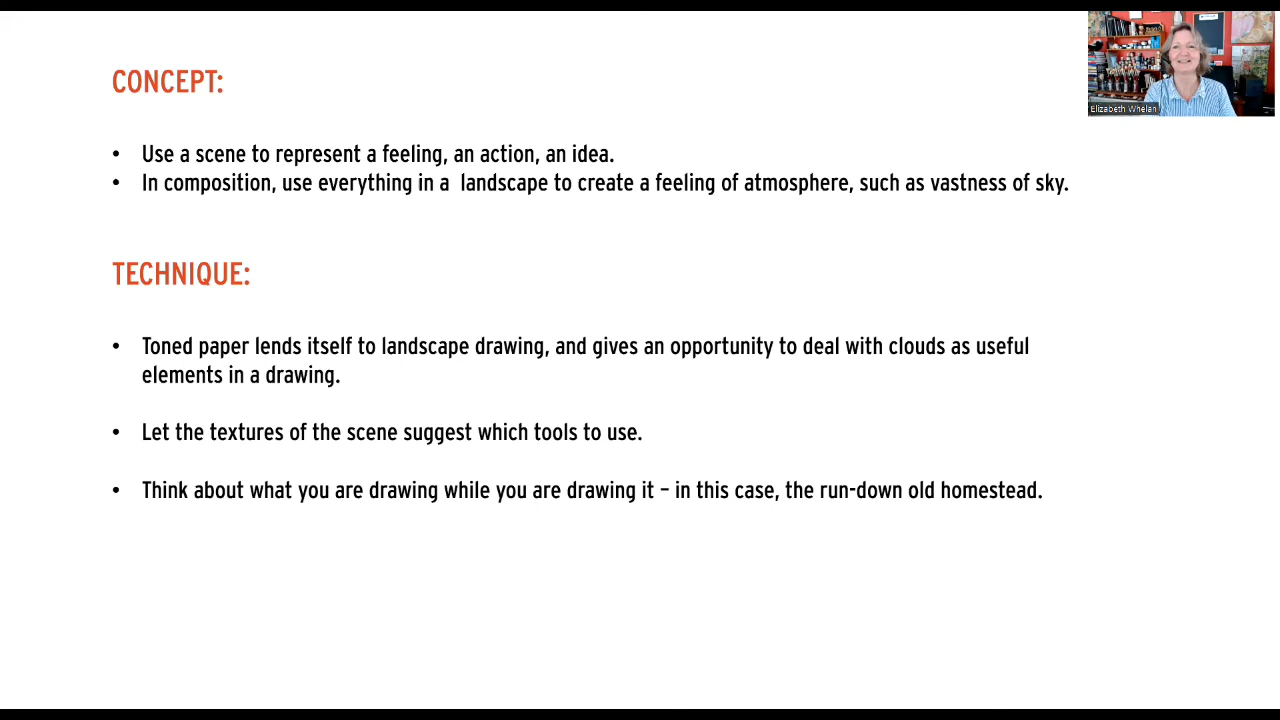 CONCEPT:
Elizabeth Whelan
• Use a scene to represent a feeling, an action, an idea.
• In composition, use everything in a  landscape to create a feeling of atmosphere, such as vastness of sky.
TECHNIQUE:
• Toned paper lends itself to landscape drawing, and gives an opportunity to deal with clouds as useful
elements in a drawing.
• Let the textures of the scene suggest which tools to use.
• Think about what you are drawing while you are drawing it – in this case, the run-down old homestead.